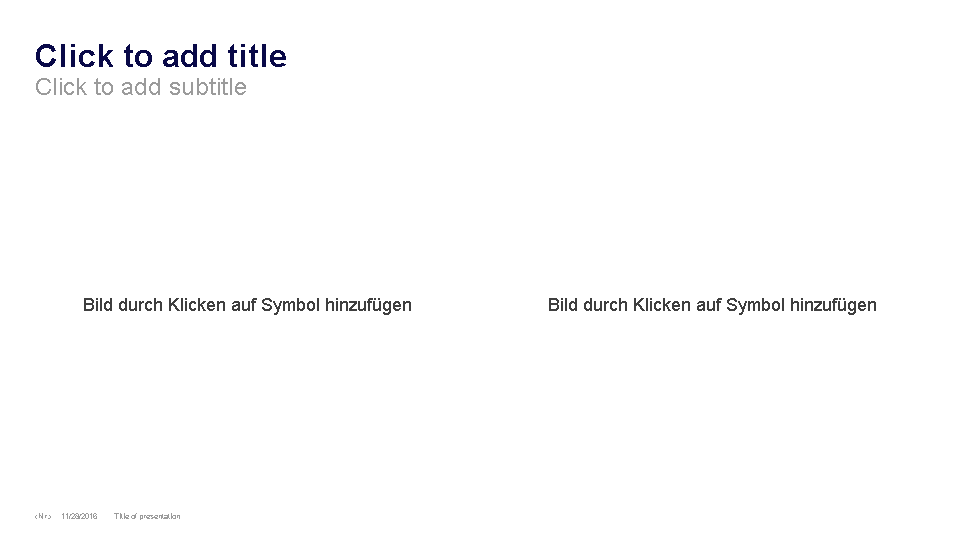 Click to add title
Click to add subtitle
Bild durch Klicken auf Symbol hinzufügen
Bild durch Klicken auf Symbol hinzufügen
‹Nr› 11/28/2016 Title of presentation